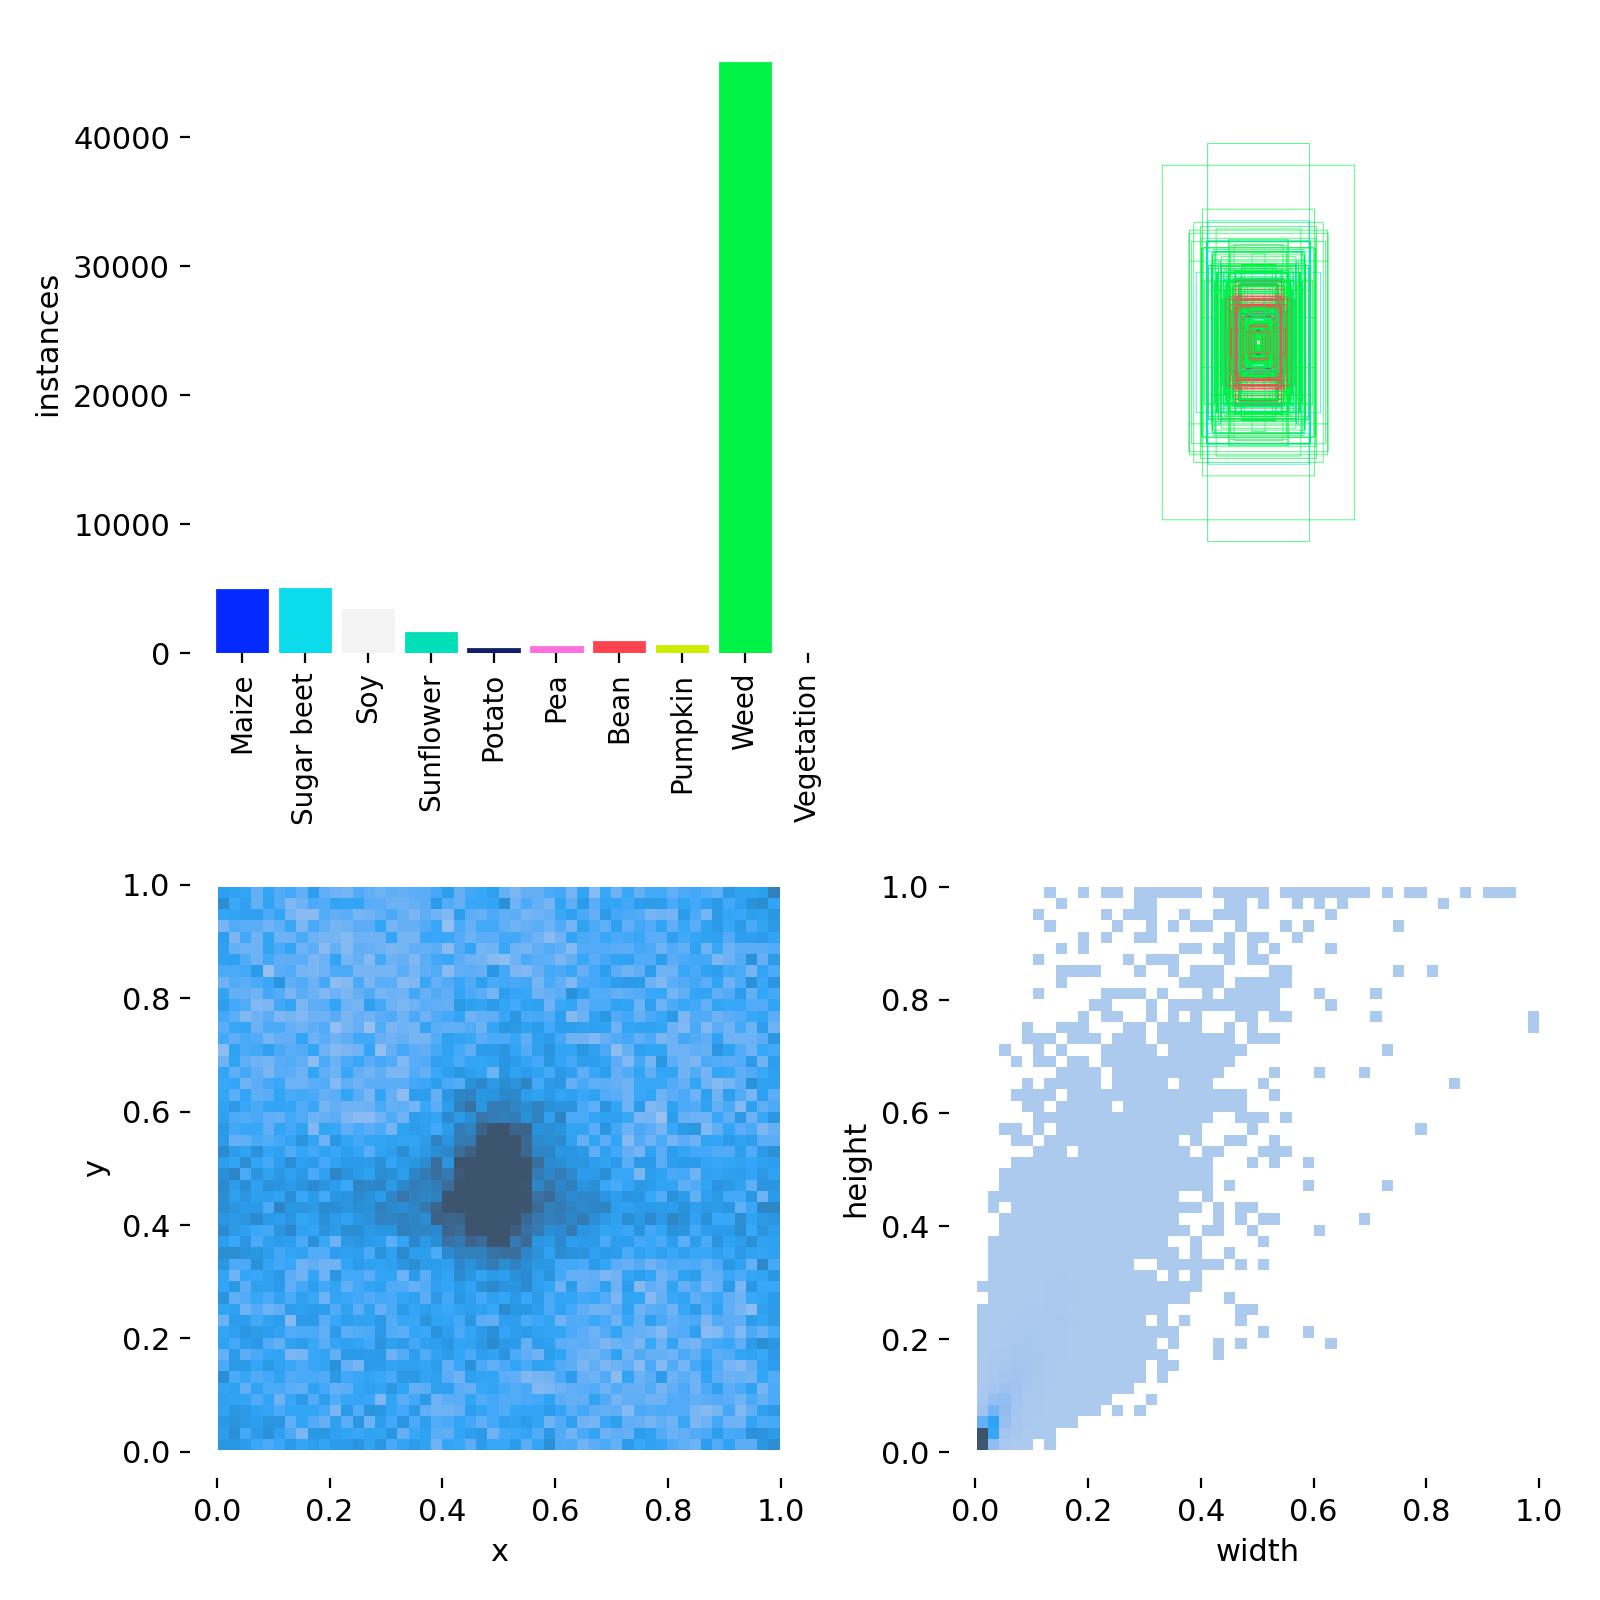 40000
30000
20000
10000
0
instances
Maize
Sugar beet
Soy
Sunflower
Potato
Pea
Bean
Pumpkin
Weed
Vegetation
1.0
0.8
0.6
0.4
0.2
0.0
y
0.0 0.2 0.4 0.6 0.8 1.0
x
1.0
0.8
0.6
0.4
0.2
0.0
height
0.0 0.2 0.4 0.6 0.8 1.0
width